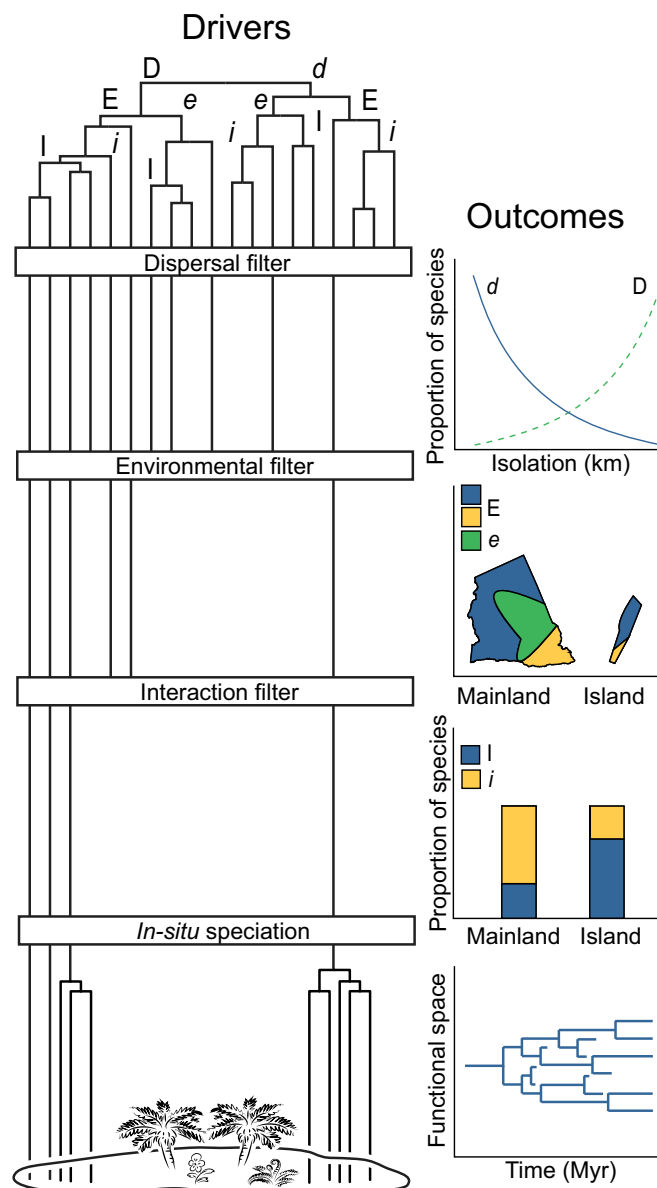 Drivers
D d
E e e E
I i I i I i
Dispersal filter
Environmental filter
Interaction filter
In-situ speciation
Outcomes
Proportion of species
d D
Isolation (km)
E
e
Mainland Island
Proportion of species
I
i
Mainland Island
Functional space
Time (Myr)